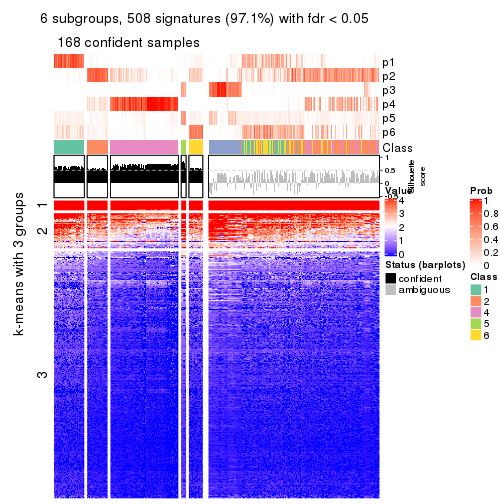 6 subgroups, 508 signatures (97.1%) with fdr < 0.05
168 confident samples
p1
p2
p3
p4
p5
p6
Class
1
0.5
0
-0.5
Silhouette
score
k-means with 3 groups
1
2
3
Value
4
3
2
1
0
Status (barplots)
confident
ambiguous
Prob
1
0.8
0.6
0.4
0.2
0
Class
1
2
4
5
6